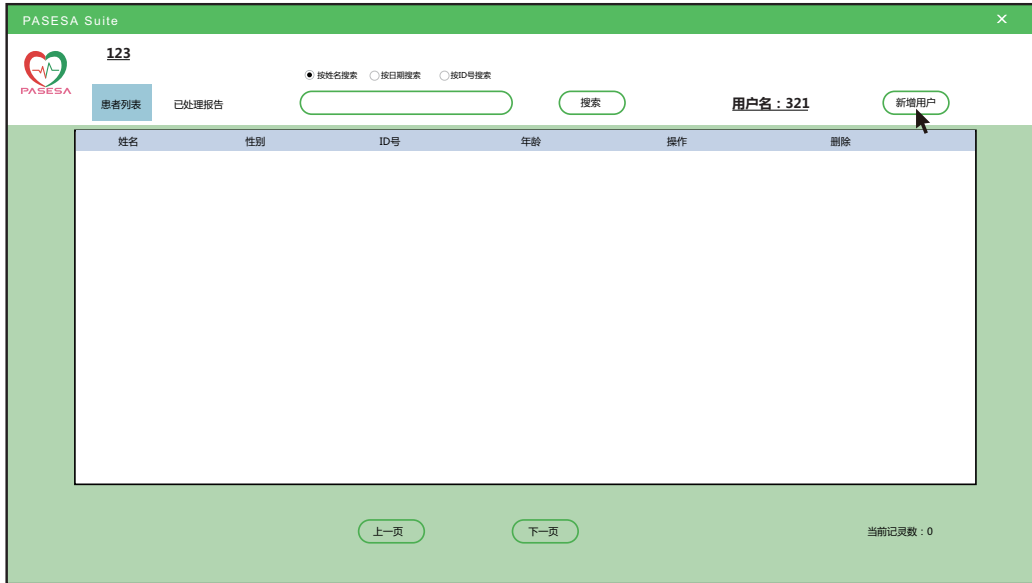 PASESA Suite ×
123
PASESA
按姓名搜索 按日期搜索 按ID号搜索
患者列表 已处理报告 搜索 用户名：321 新增用户
姓名 性别 ID号 年龄 操作 删除
上一页 下一页 当前记灵数：0